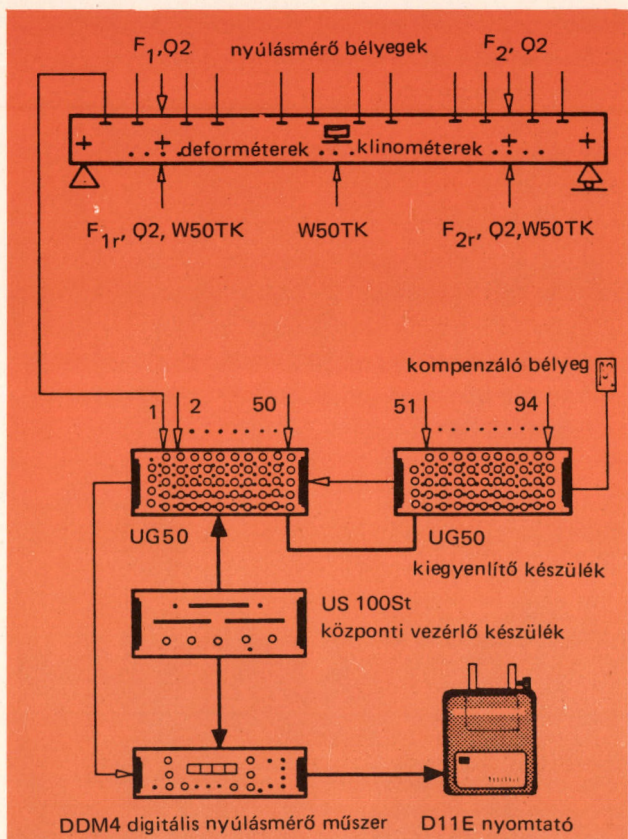 F1,Q2 nyúlásmérő bélyegek F2,Q2
deforméterek klinométerek
F1r, Q2, W50TK W50TK F2r, Q2,W50TK
kompenzáló bélyeg
1 2 50 51 94
UG50 UG50
kiegyenlítő készülék
US 100St
központi vezérlő készülék
DDM4 digitális nyúlásmérő műszer D11E nyomtató